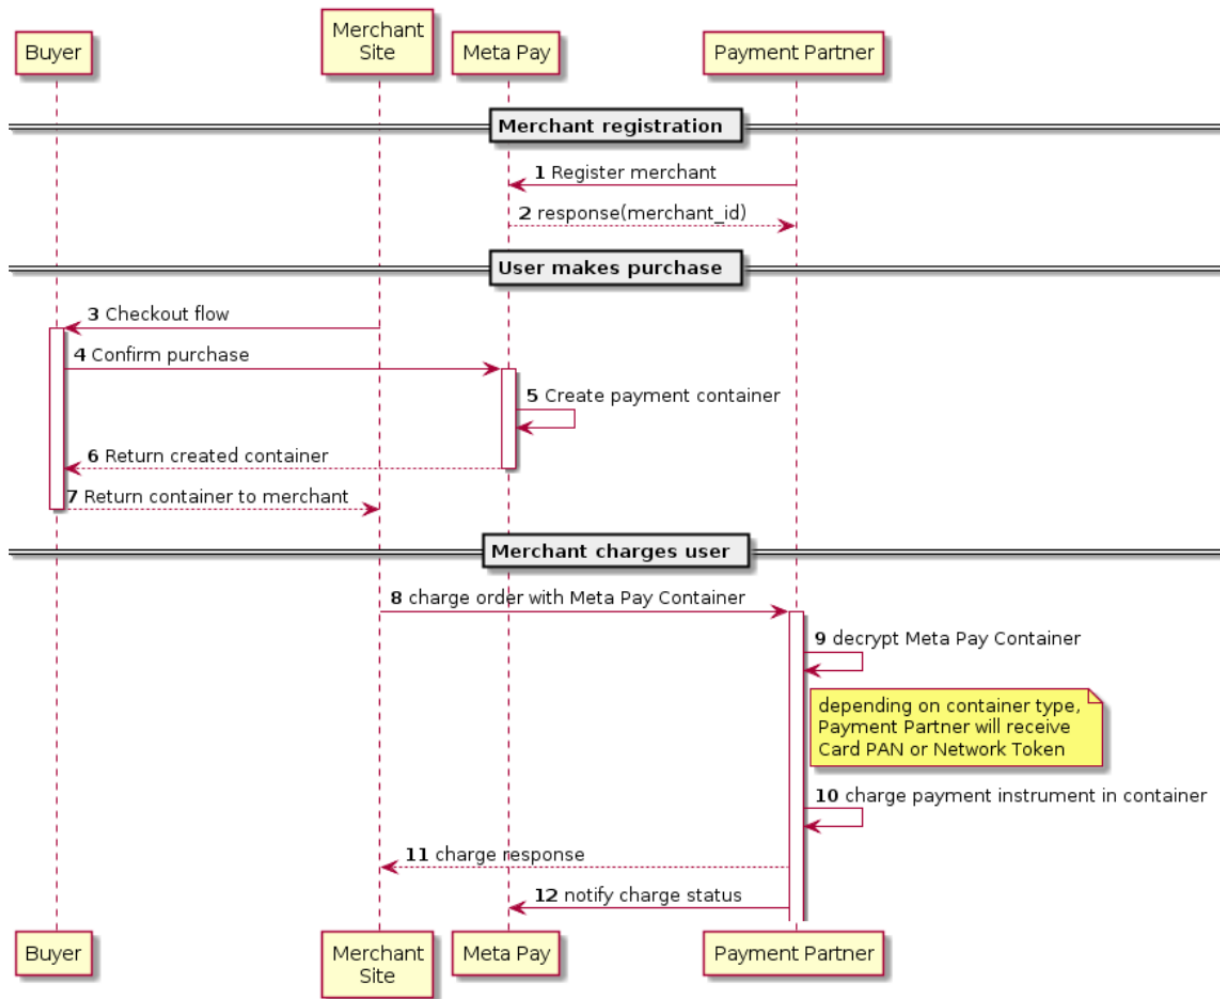 Buyer
Merchant
Site
Meta Pay
Payment Partner
Merchant registration
1 Register merchant
2 response(merchant_id)
User makes purchase
3 Checkout flow
4 Confirm purchase
5 Create payment container
6 Return created container
7 Return container to merchant
Merchant charges user
8 charge order with Meta Pay Container
9 decrypt Meta Pay Container
depending on container type,
Payment Partner will receive
Card PAN or Network Token
10 charge payment instrument in container
11 charge response
12 notify charge status
Buyer
Merchant
Site
Meta Pay
Payment Partner